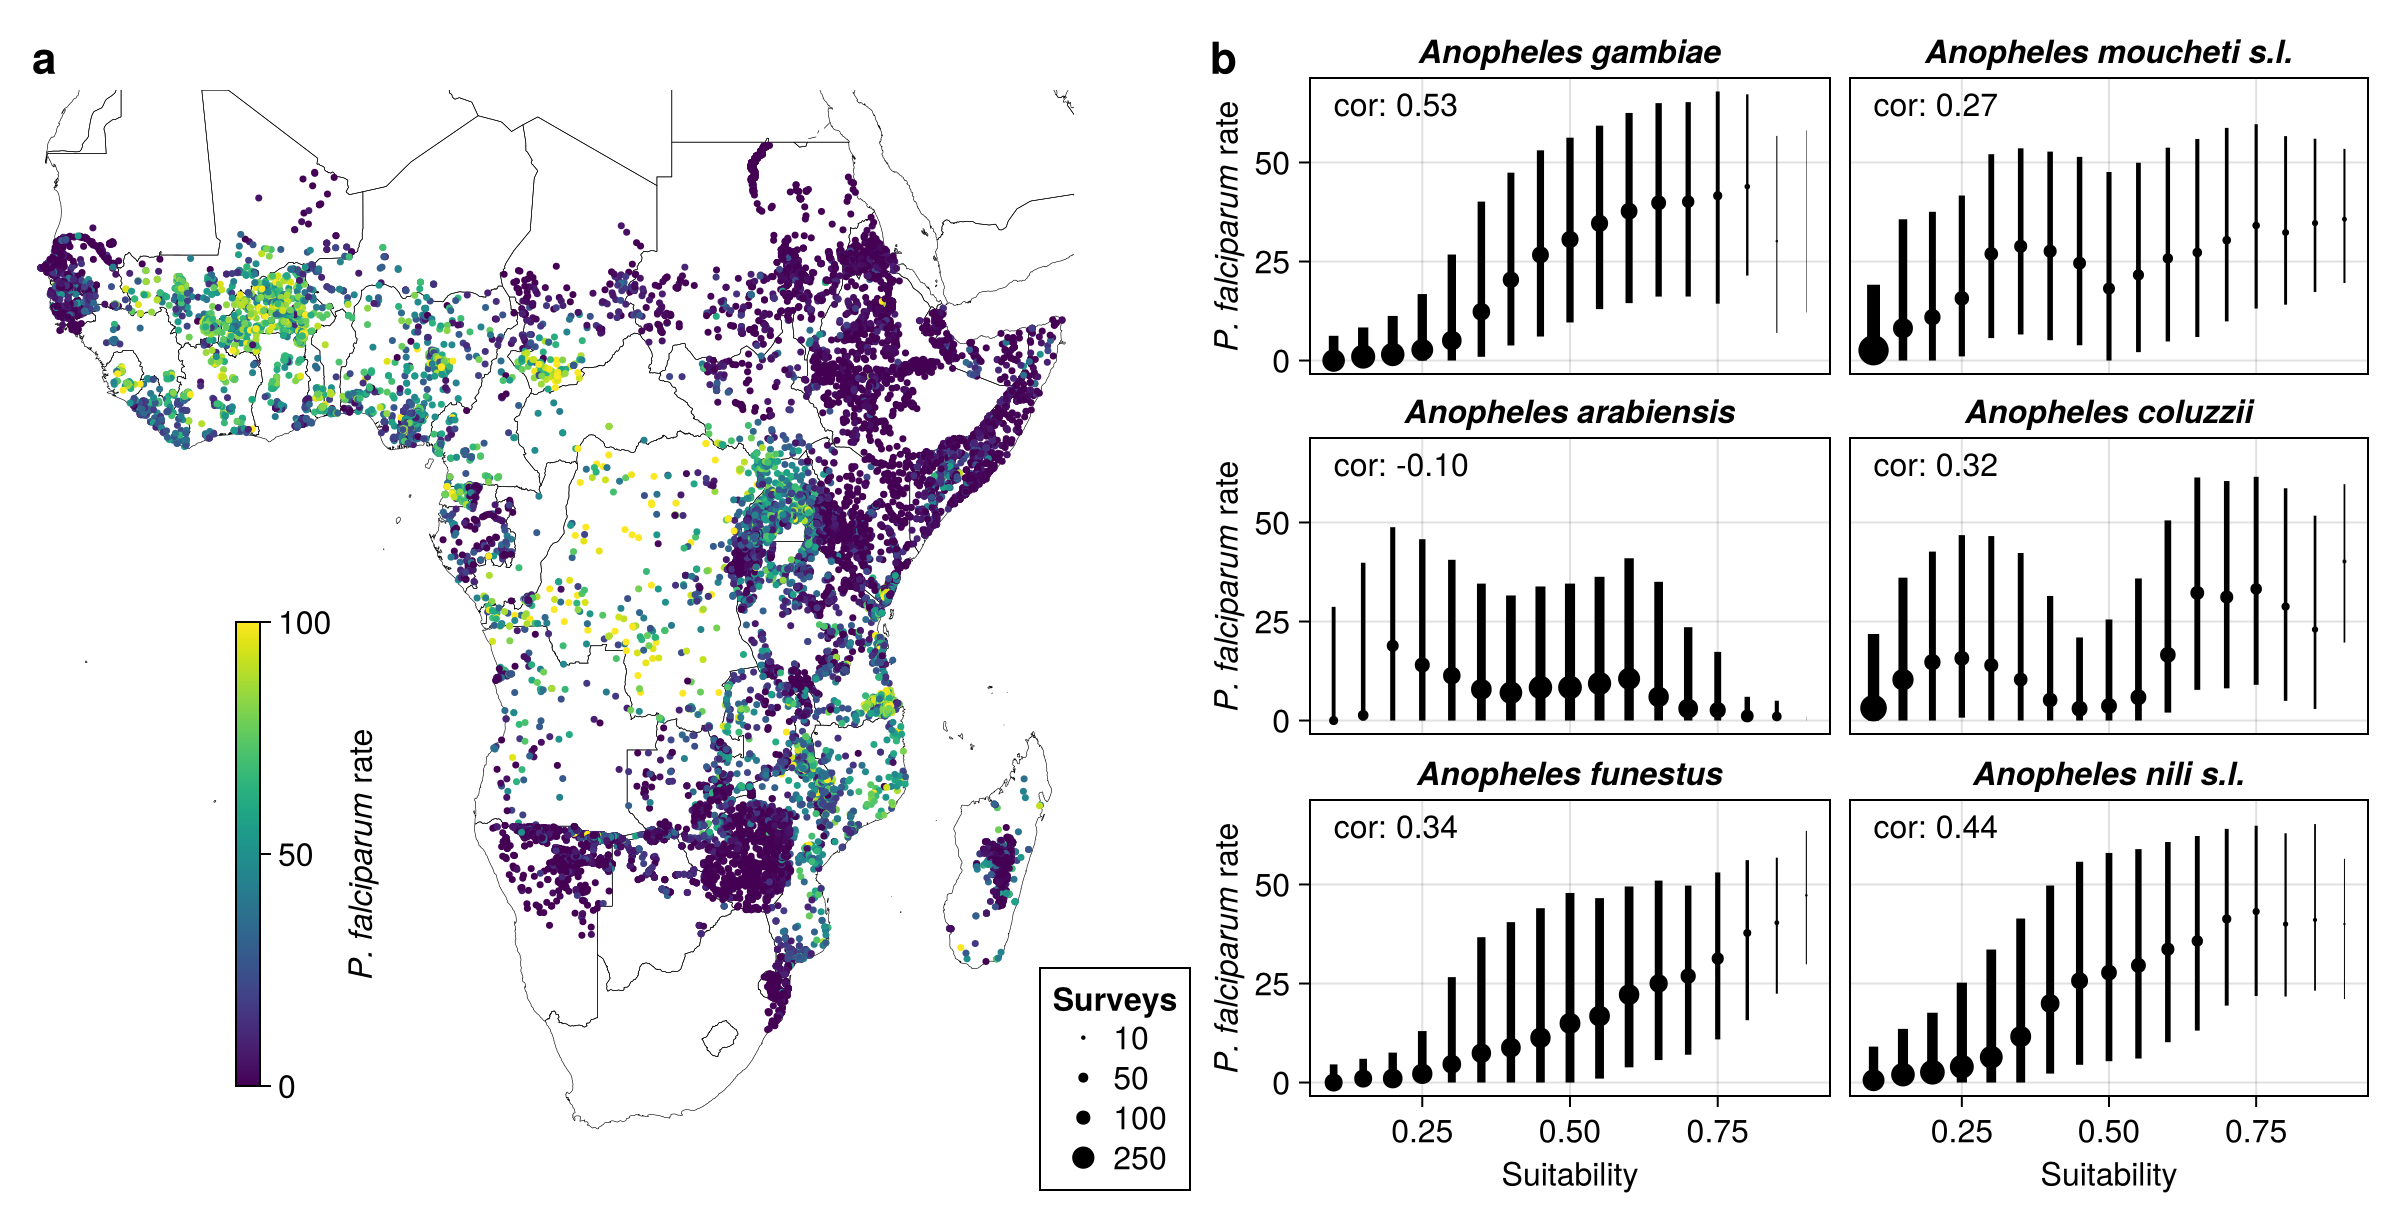 a
100
50
0
P. falciparum rate
Surveys
10
50
100
250
b
Anopheles gambiae
cor: 0.53
P. falciparum rate
50
25
0
Anopheles moucheti s.l.
cor: 0.27
Anopheles arabiensis
cor: -0.10
P. falciparum rate
50
25
0
Anopheles coluzzii
cor: 0.32
Anopheles funestus
cor: 0.34
P. falciparum rate
50
25
0
0.25 0.50 0.75
Suitability
Anopheles nili s.l.
cor: 0.44
0.25 0.50 0.75
Suitability